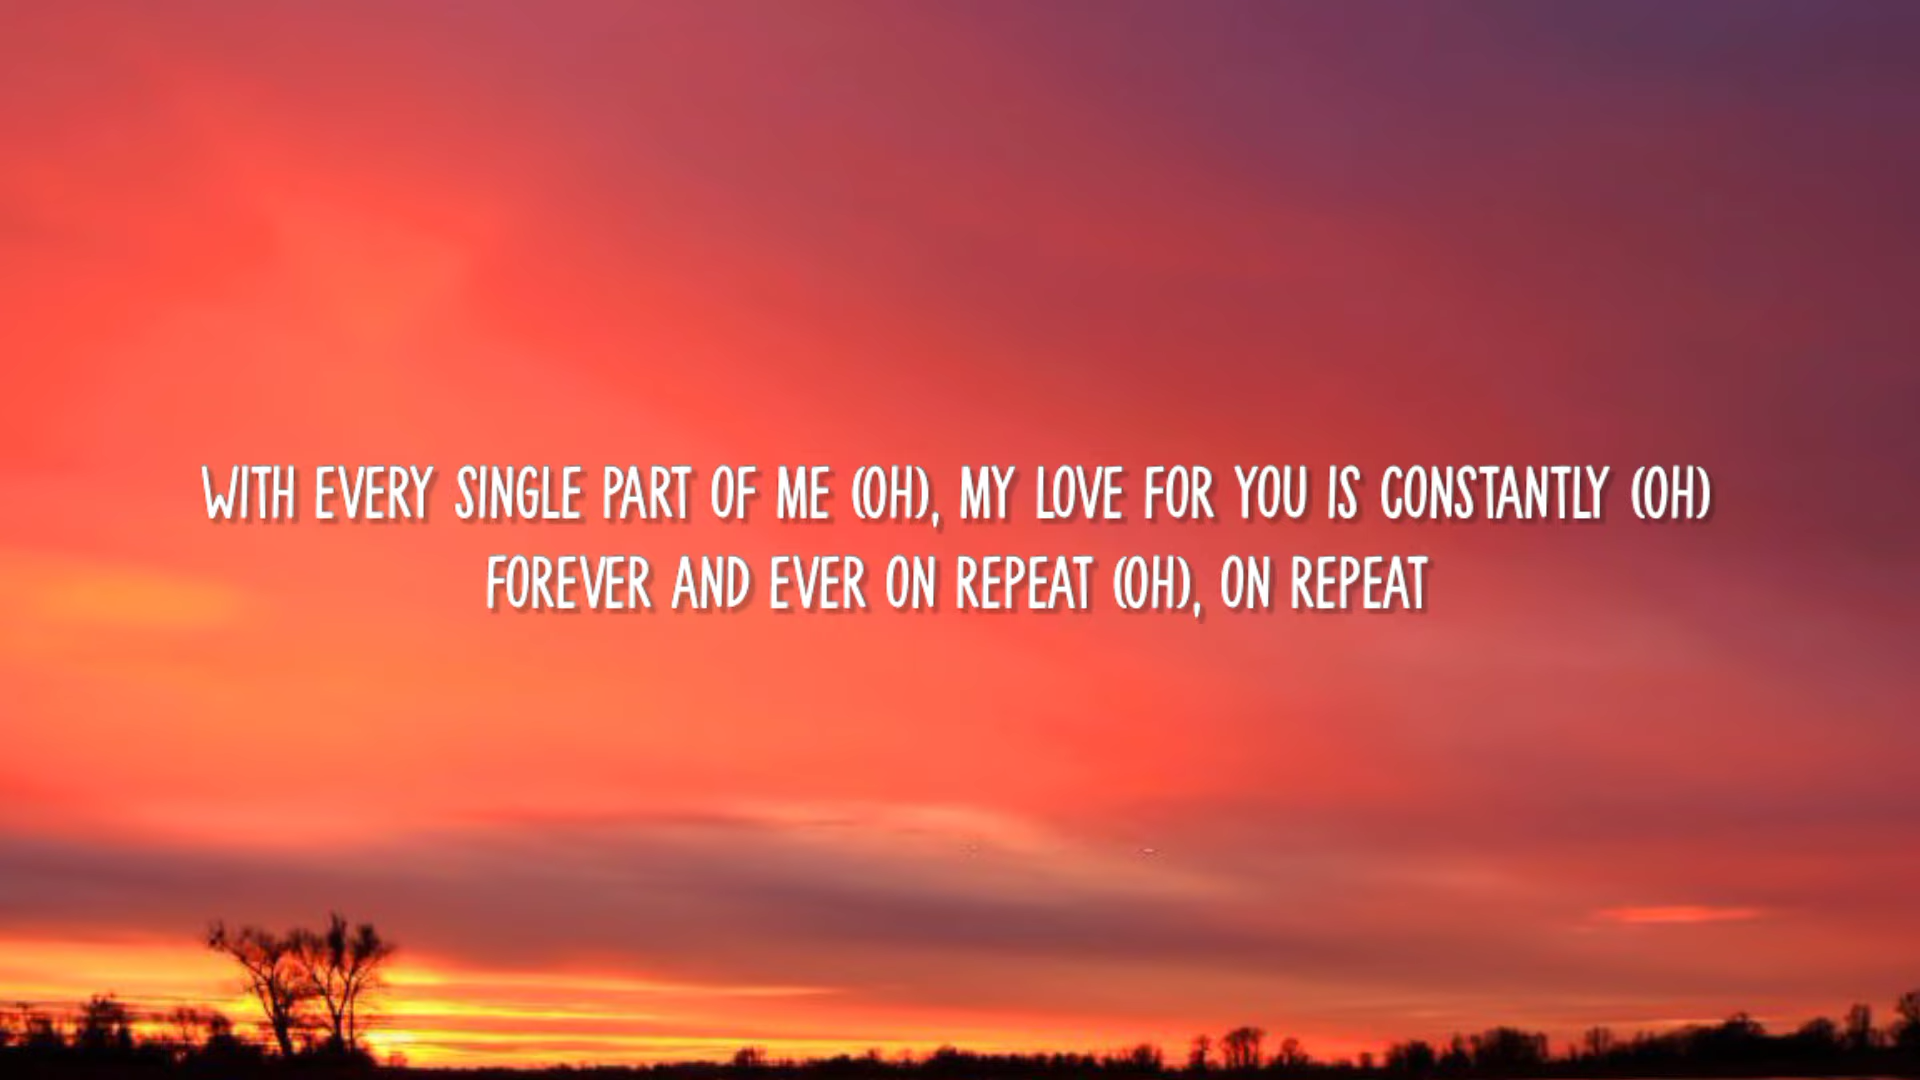 WITH EVERY SINGLE PART OF ME (OH), MY LOVE FOR YOU IS CONSTANTLY (OH)
FOREVER AND EVER ON REPEAT (OH), ON REPEAT